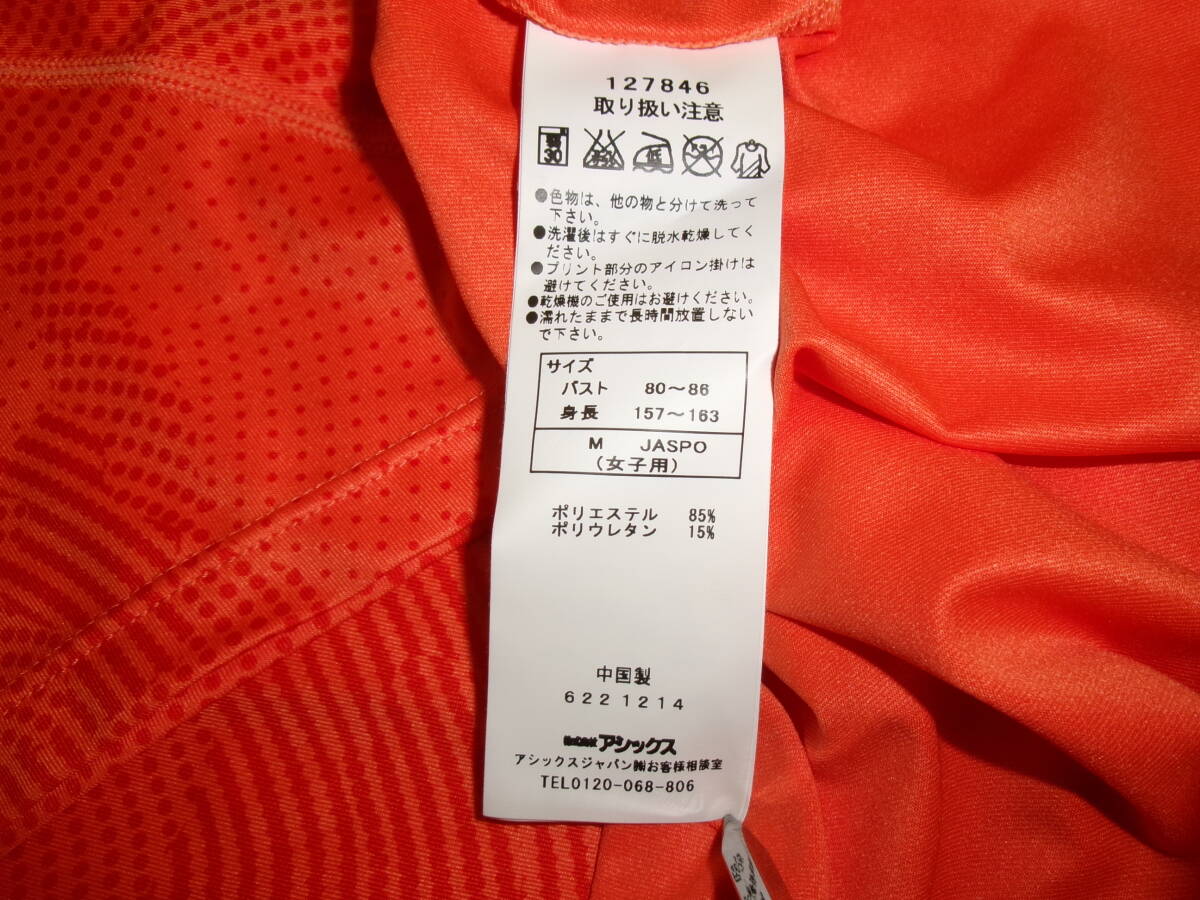 127846
取り扱い注意
30
低
●色物は、他の物と分けて洗って
下さい。
●洗濯後はすぐに脱水乾燥してく
ださい。
●プリント部分のアイロン掛けは
避けてください。
●乾燥機のご使用はお避けください。
●濡れたままで長時間放置しない
で下さい。
サイズ
バスト 80～86
身長 157～163
M JASPO
(女子用)
ポリエステル 85%
ポリウレタン 15%
中国製
6221214
株式会社アシックス
アシックスジャパン㈱お客様相談室
TEL0120-068-806